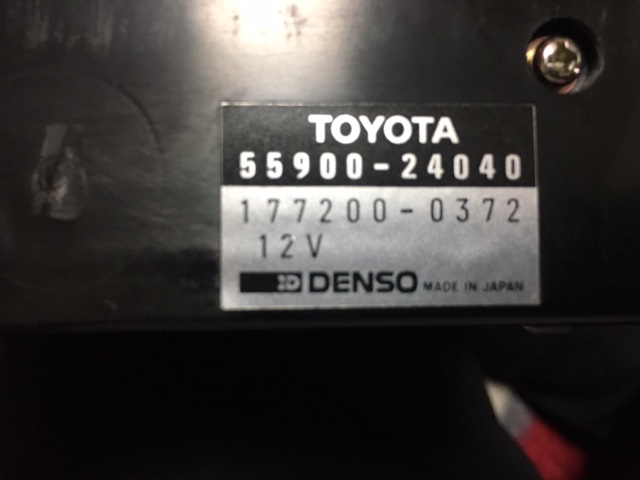 TOYOTA
55900-24040
177200-0372
12V
DENSO MADE IN JAPAN